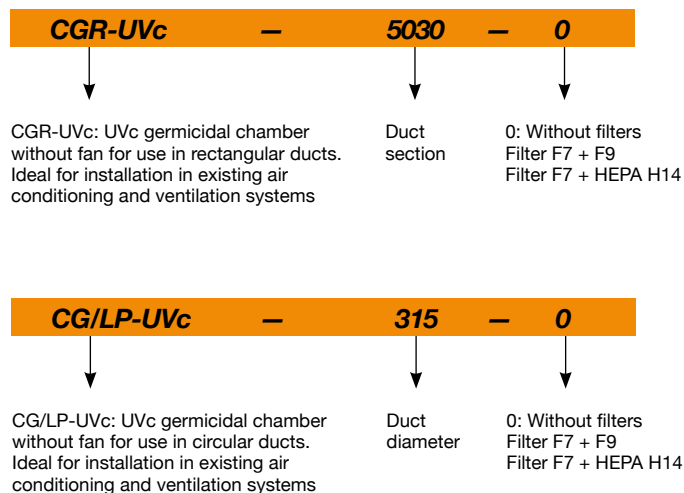 CGR-UVc — 5030 — 0
CGR-UVc: UVc germicidal chamber
without fan for use in rectangular ducts.
Ideal for installation in existing air
conditioning and ventilation systems
Duct
section
0: Without filters
Filter F7 + F9
Filter F7 + HEPA H14
CG/LP-UVc — 315 — 0
CG/LP-UVc: UVc germicidal chamber
without fan for use in circular ducts.
Ideal for installation in existing air
conditioning and ventilation systems
Duct
diameter
0: Without filters
Filter F7 + F9
Filter F7 + HEPA H14